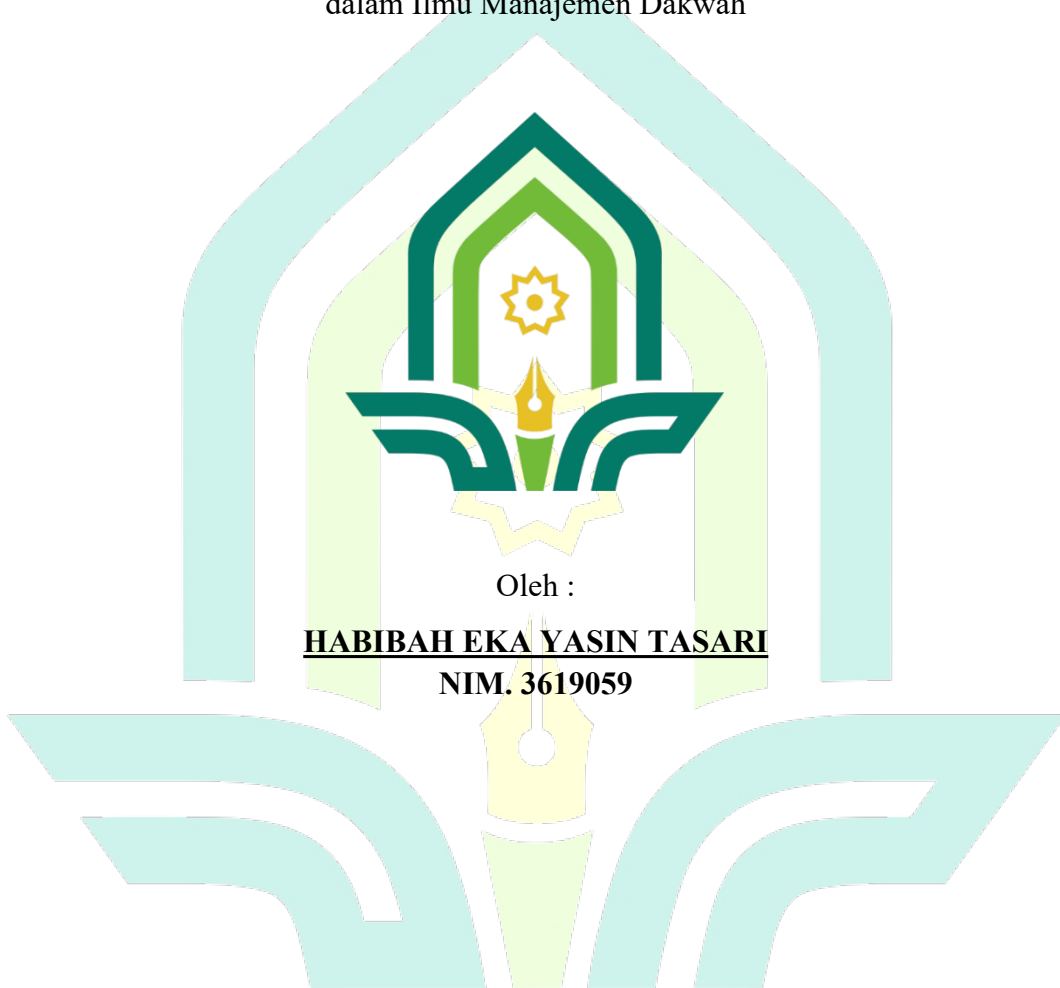 dalam Ilmu Manajemen Dakwah
Oleh :
HABIBAH EKA YASIN TASARI
NIM. 3619059